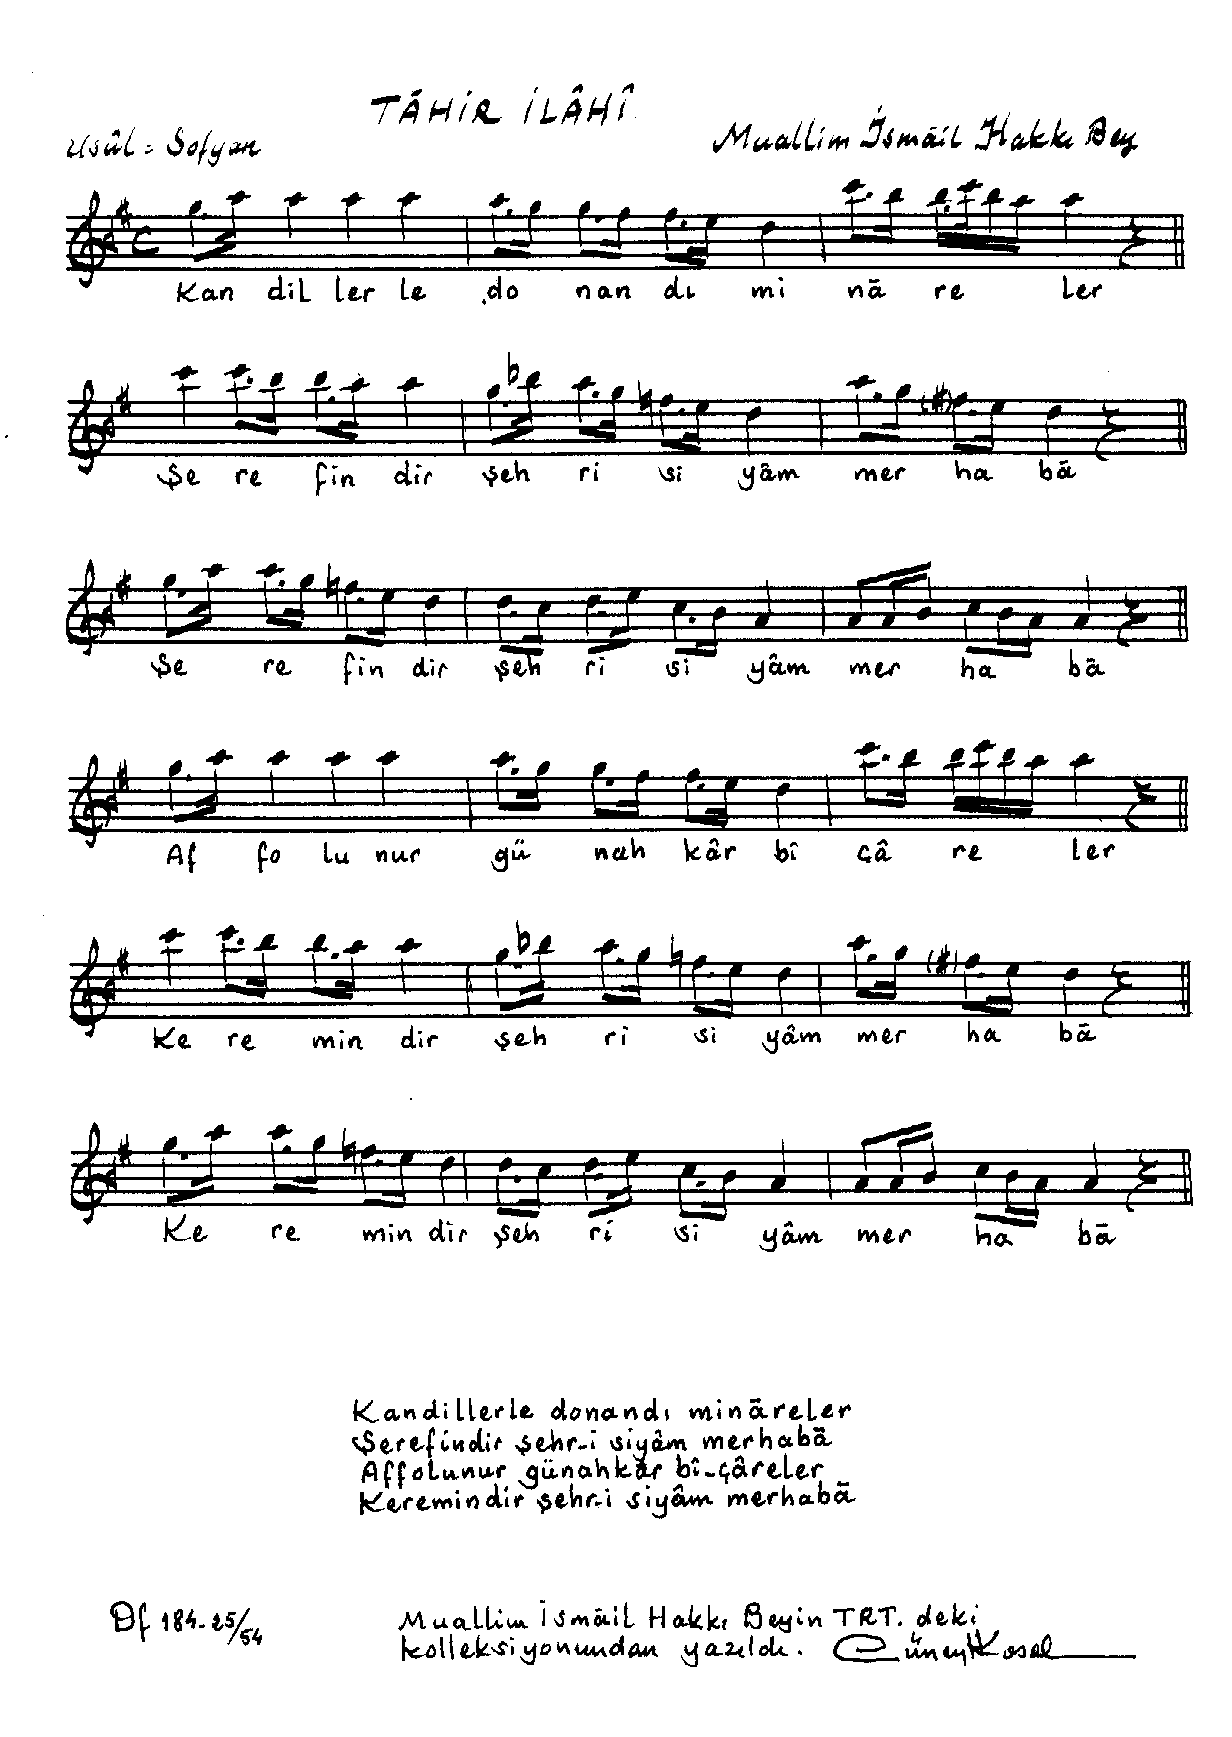 TÂHİR İLÂHÎ
Usûl = Sofyan
Muallim İsmâil Hakkı Bey
Kan dil ler le do nan dı mi nâ re ler
Şe re fin dir şeh ri si yâm mer ha bâ
Şe re fin dir şeh ri si yâm mer ha bâ
Af fo lu nur gü nah kâr bî çâ re ler
Ke re min dir şeh ri si yâm mer ha bâ
Ke re min dir şeh ri si yâm mer ha bâ
Kandillerle donandı minâreler
Şerefindir şehr-i siyâm merhabâ
Affolunur günahkâr bî-çâreler
Keremindir şehr-i siyâm merhabâ
Df 184-25/54
Muallim İsmâil Hakkı Beyin TRT. deki
kolleksiyonundan yazıldı. Cüneyt Kosal